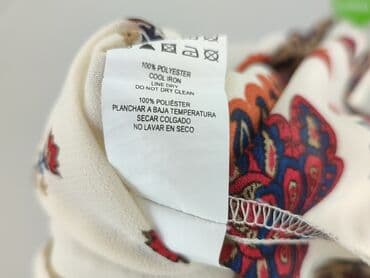 100% POLYESTER
COOL IRON
LINE DRY
DO NOT DRY CLEAN
100% POLIÉSTER
PLANCHAR A BAJA TEMPERATURA
SECAR COLGADO
NO LAVAR EN SECO